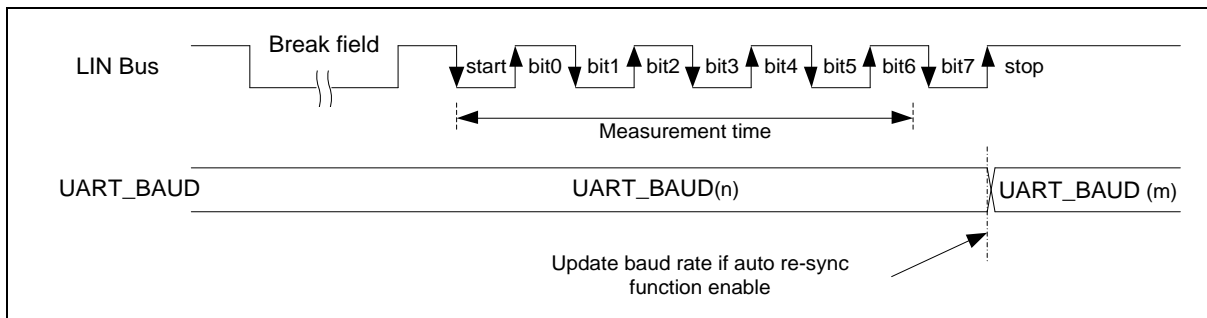 Break field
LIN Bus
start bit0 bit1 bit2 bit3 bit4 bit5 bit6 bit7 stop
Measurement time
UART_BAUD UART_BAUD(n) UART_BAUD (m)
Update baud rate if auto re-sync
function enable